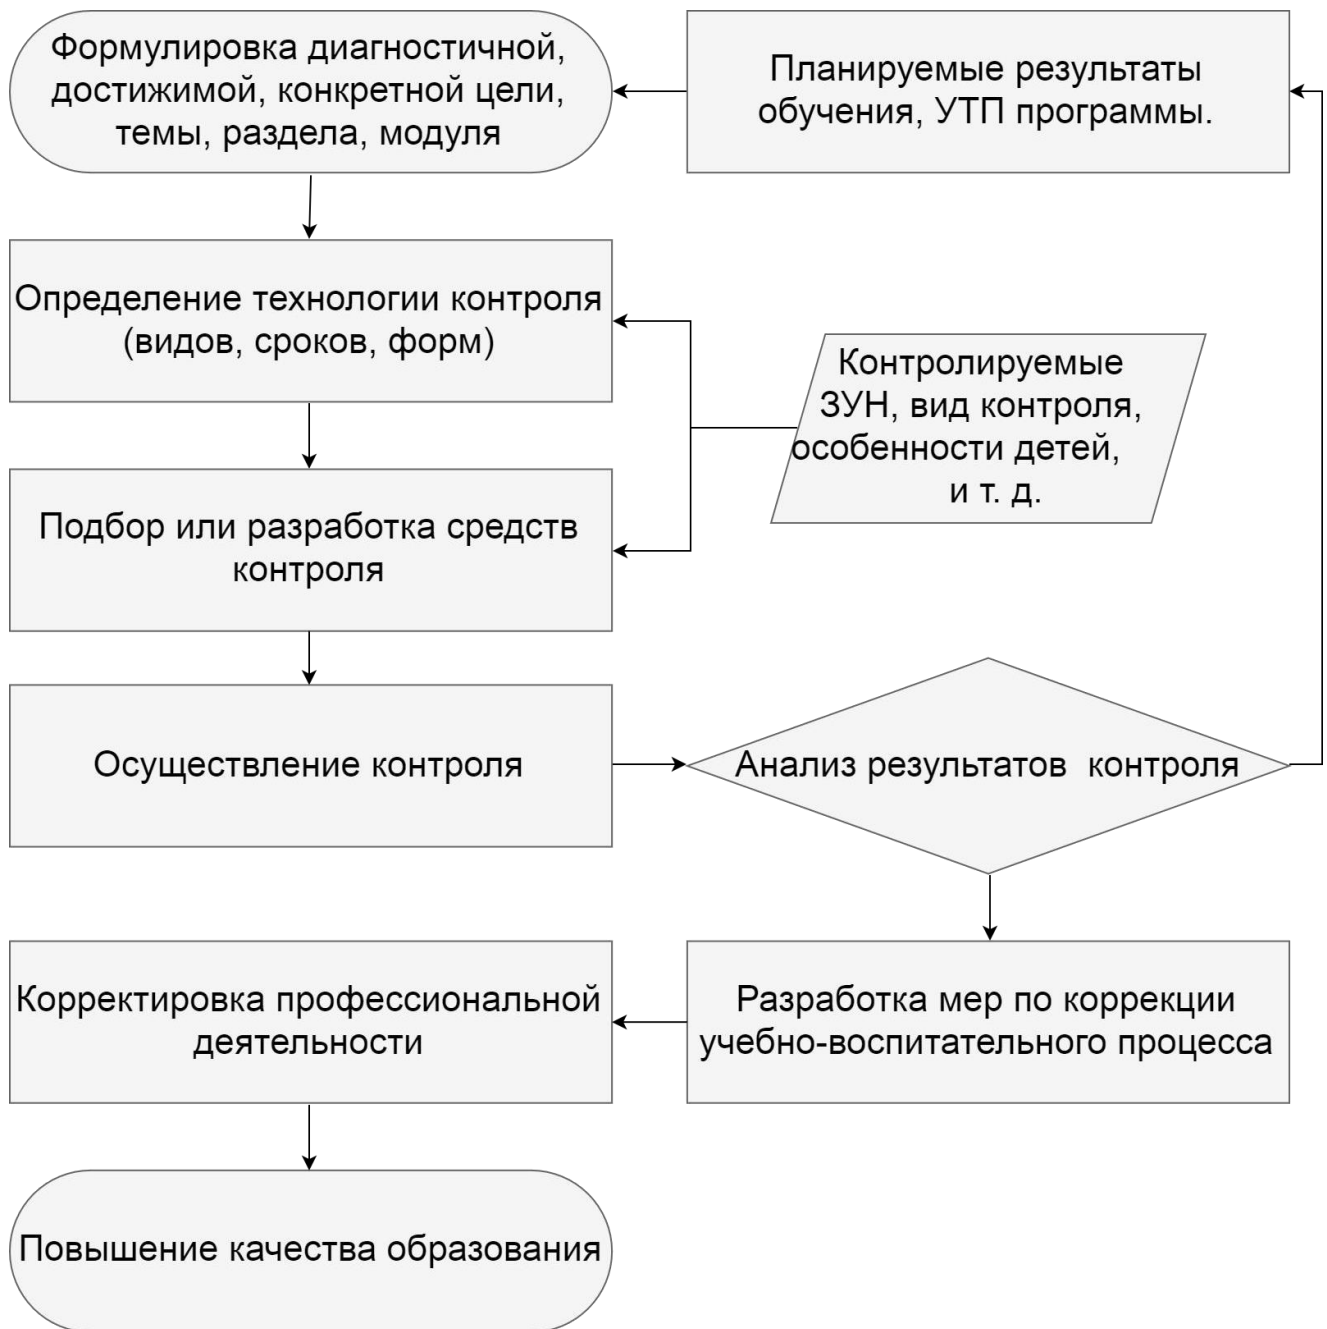 Формулировка диагностичной,
достижимой, конкретной цели,
темы, раздела, модуля
Планируемые результаты
обучения, УТП программы.
Определение технологии контроля
(видов, сроков, форм)
Контролируемые
ЗУН, вид контроля,
особенности детей,
и т. д.
Подбор или разработка средств
контроля
Осуществление контроля
Анализ результатов контроля
Корректировка профессиональной
деятельности
Разработка мер по коррекции
учебно-воспитательного процесса
Повышение качества образования